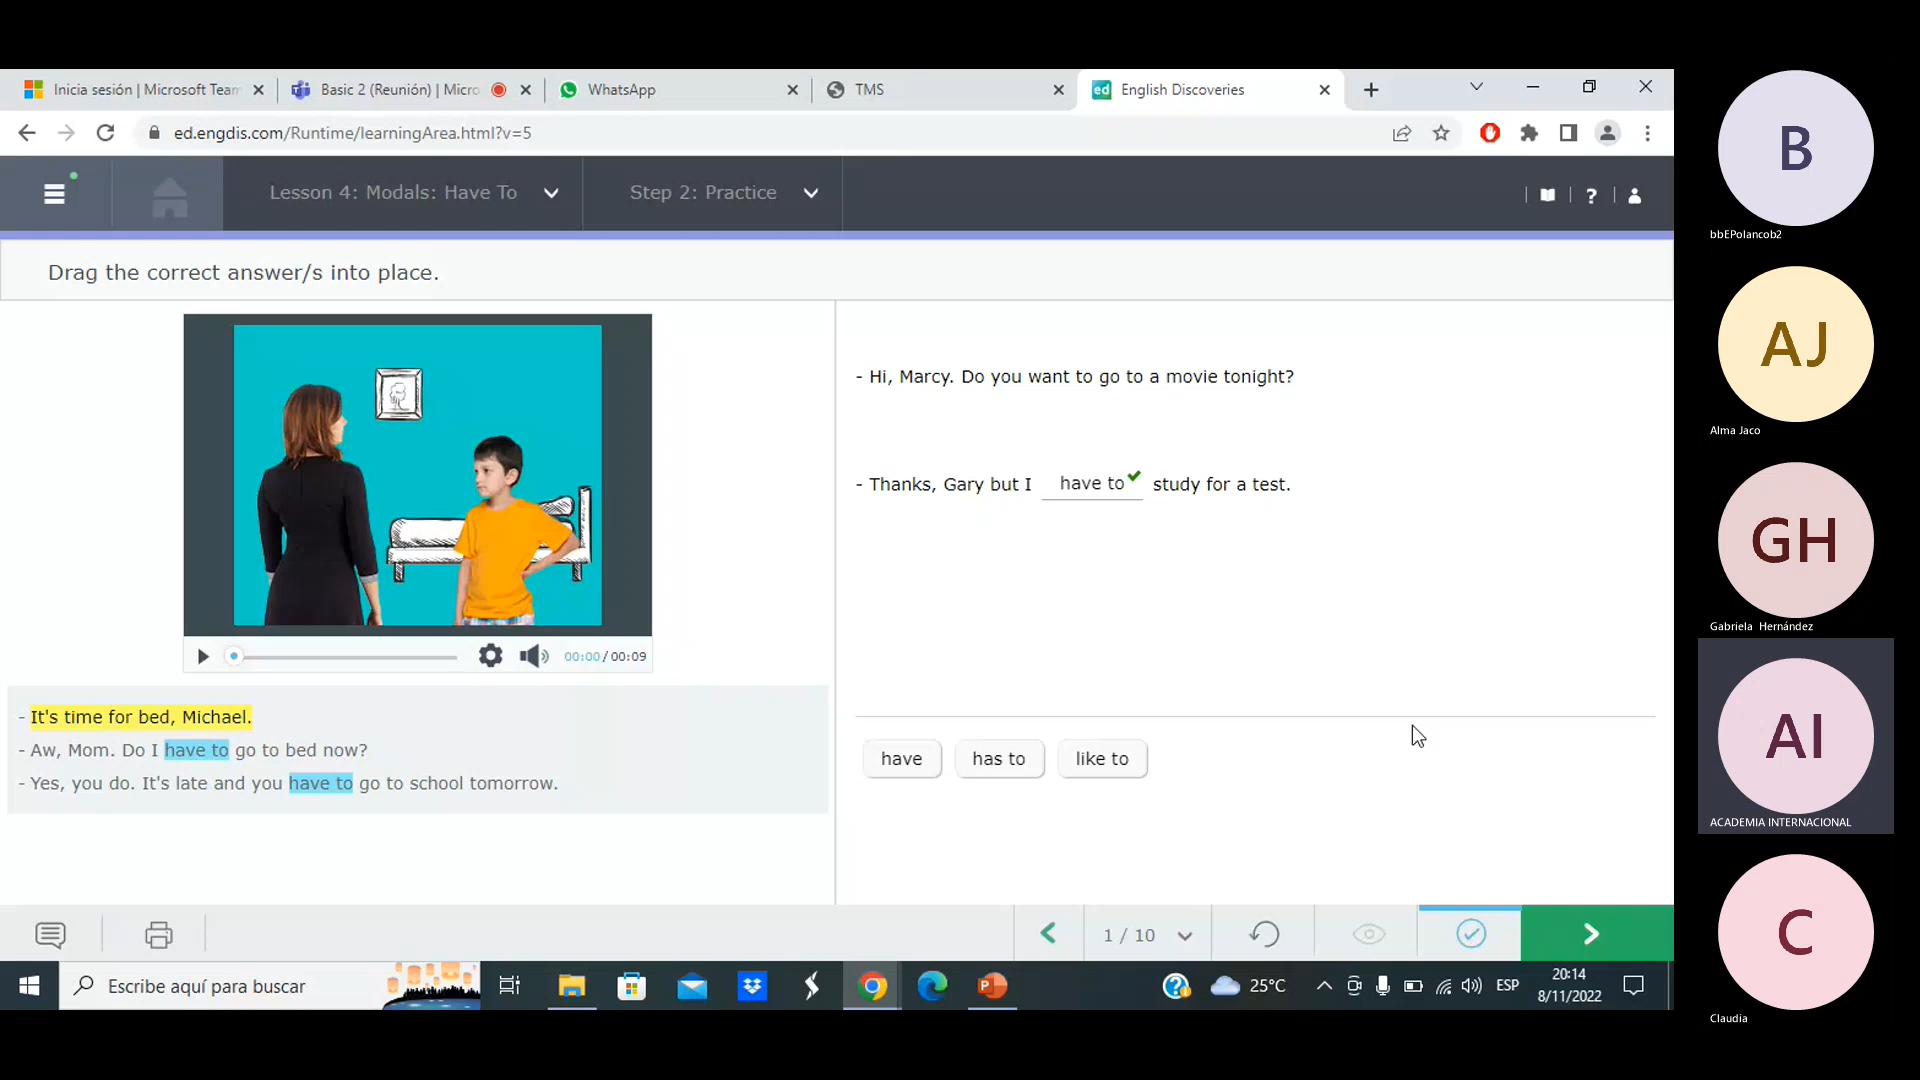 Inicia sesión | Microsoft Team
Basic 2 (Reunión) | Micro
WhatsApp
TMS
ed
English Discoveries
ed.engdis.com/Runtime/learningArea.html?v=5
Lesson 4: Modals: Have To
Step 2: Practice
?
Drag the correct answer/s into place.
00:00/00:09
- It's time for bed, Michael.
- Aw, Mom. Do I have to go to bed now?
- Yes, you do. It's late and you have to go to school tomorrow.
- Hi, Marcy. Do you want to go to a movie tonight?
- Thanks, Gary but I have to study for a test.
have
has to
like to
1 / 10
Escribe aquí para buscar
P
?
25°C
ESP
20:14
8/11/2022
B
bbEPolancob2
AJ
Alma Jaco
GH
Gabriela Hernández
AI
ACADEMIA INTERNACIONAL
C
Claudia